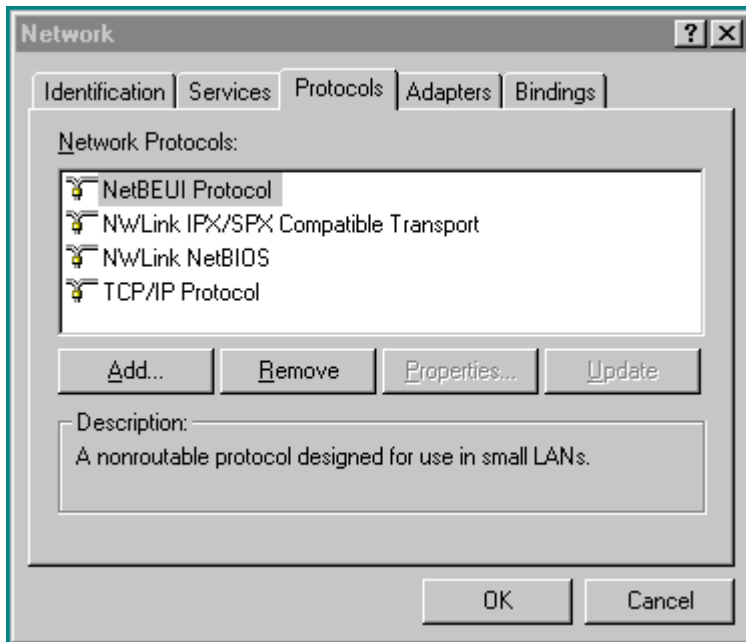 Network
Identification Services Protocols Adapters Bindings
Network Protocols:
NetBEUI Protocol
NWLink IPX/SPX Compatible Transport
NWLink NetBIOS
TCP/IP Protocol
Add... Remove Properties... Update
Description:
A nonroutable protocol designed for use in small LANs.
OK Cancel